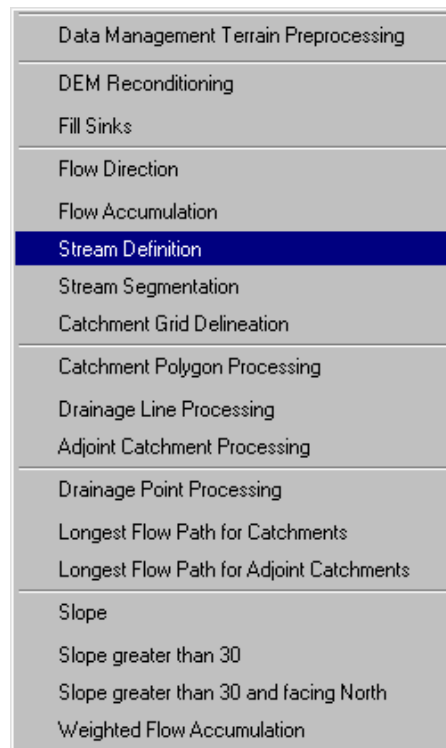 Data Management Terrain Preprocessing
DEM Reconditioning
Fill Sinks
Flow Direction
Flow Accumulation
Stream Definition
Stream Segmentation
Catchment Grid Delineation
Catchment Polygon Processing
Drainage Line Processing
Adjoint Catchment Processing
Drainage Point Processing
Longest Flow Path for Catchments
Longest Flow Path for Adjoint Catchments
Slope
Slope greater than 30
Slope greater than 30 and facing North
Weighted Flow Accumulation